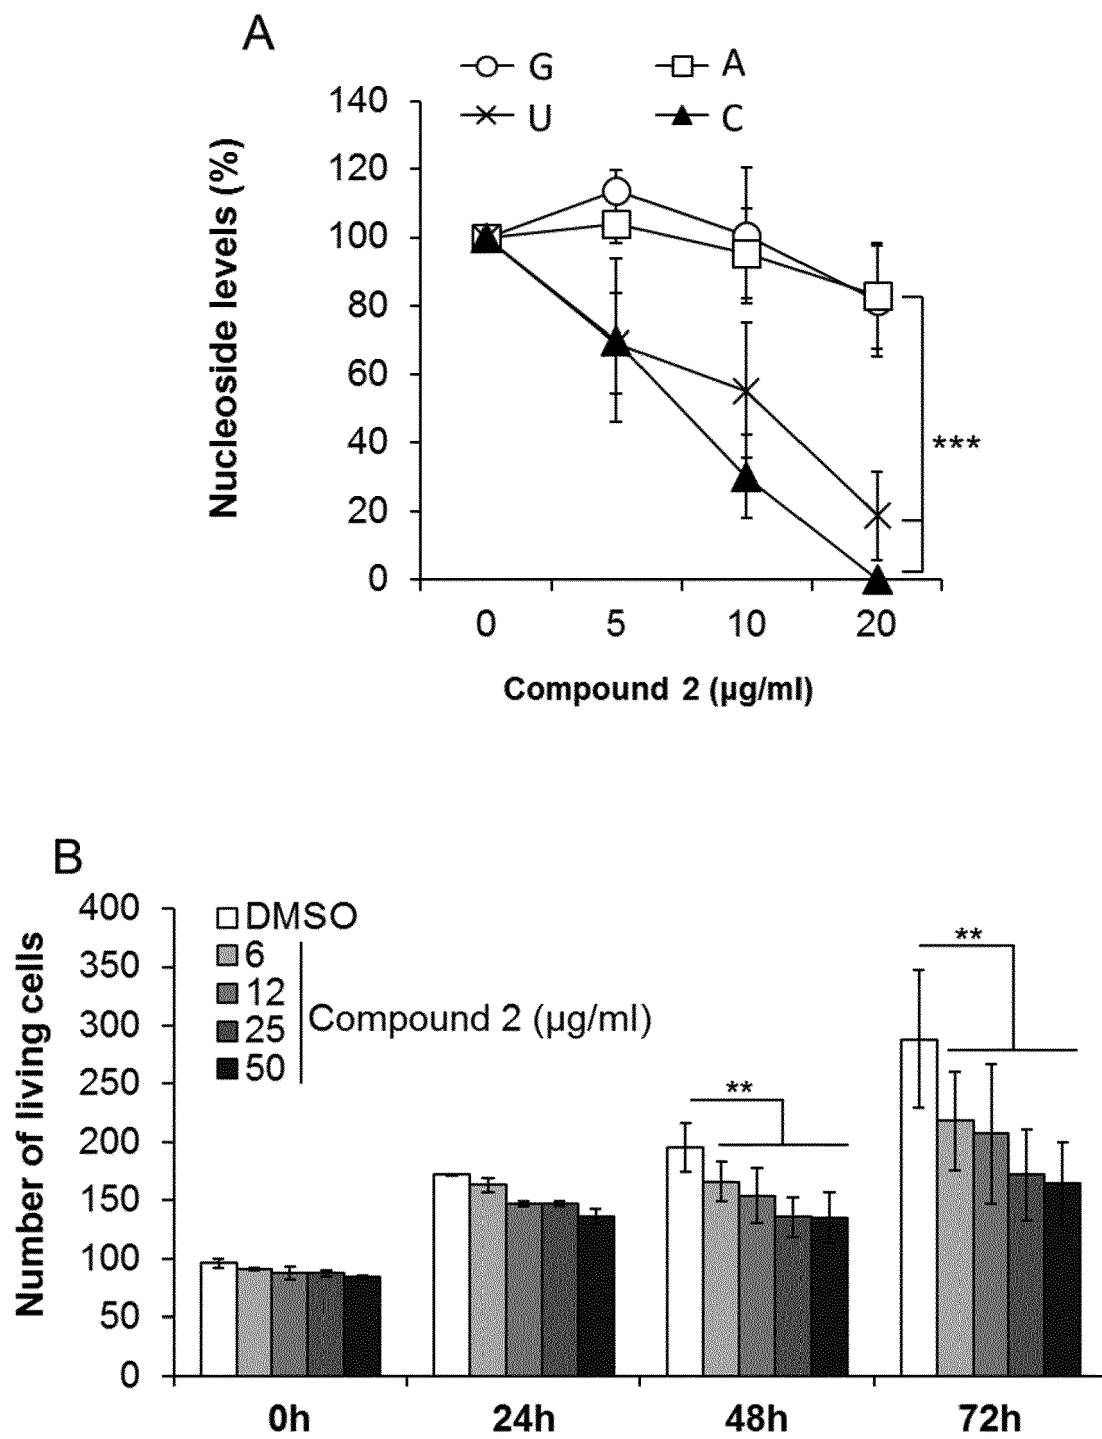 A
G A
U C
Nucleoside levels (%)
140
120
100
80
60
40
20
0
***
0 5 10 20
Compound 2 (µg/ml)
B
Number of living cells
400
350
300
250
200
150
100
50
0
DMSO
6
12
25
50
Compound 2 (µg/ml)
**
**
0h 24h 48h 72h